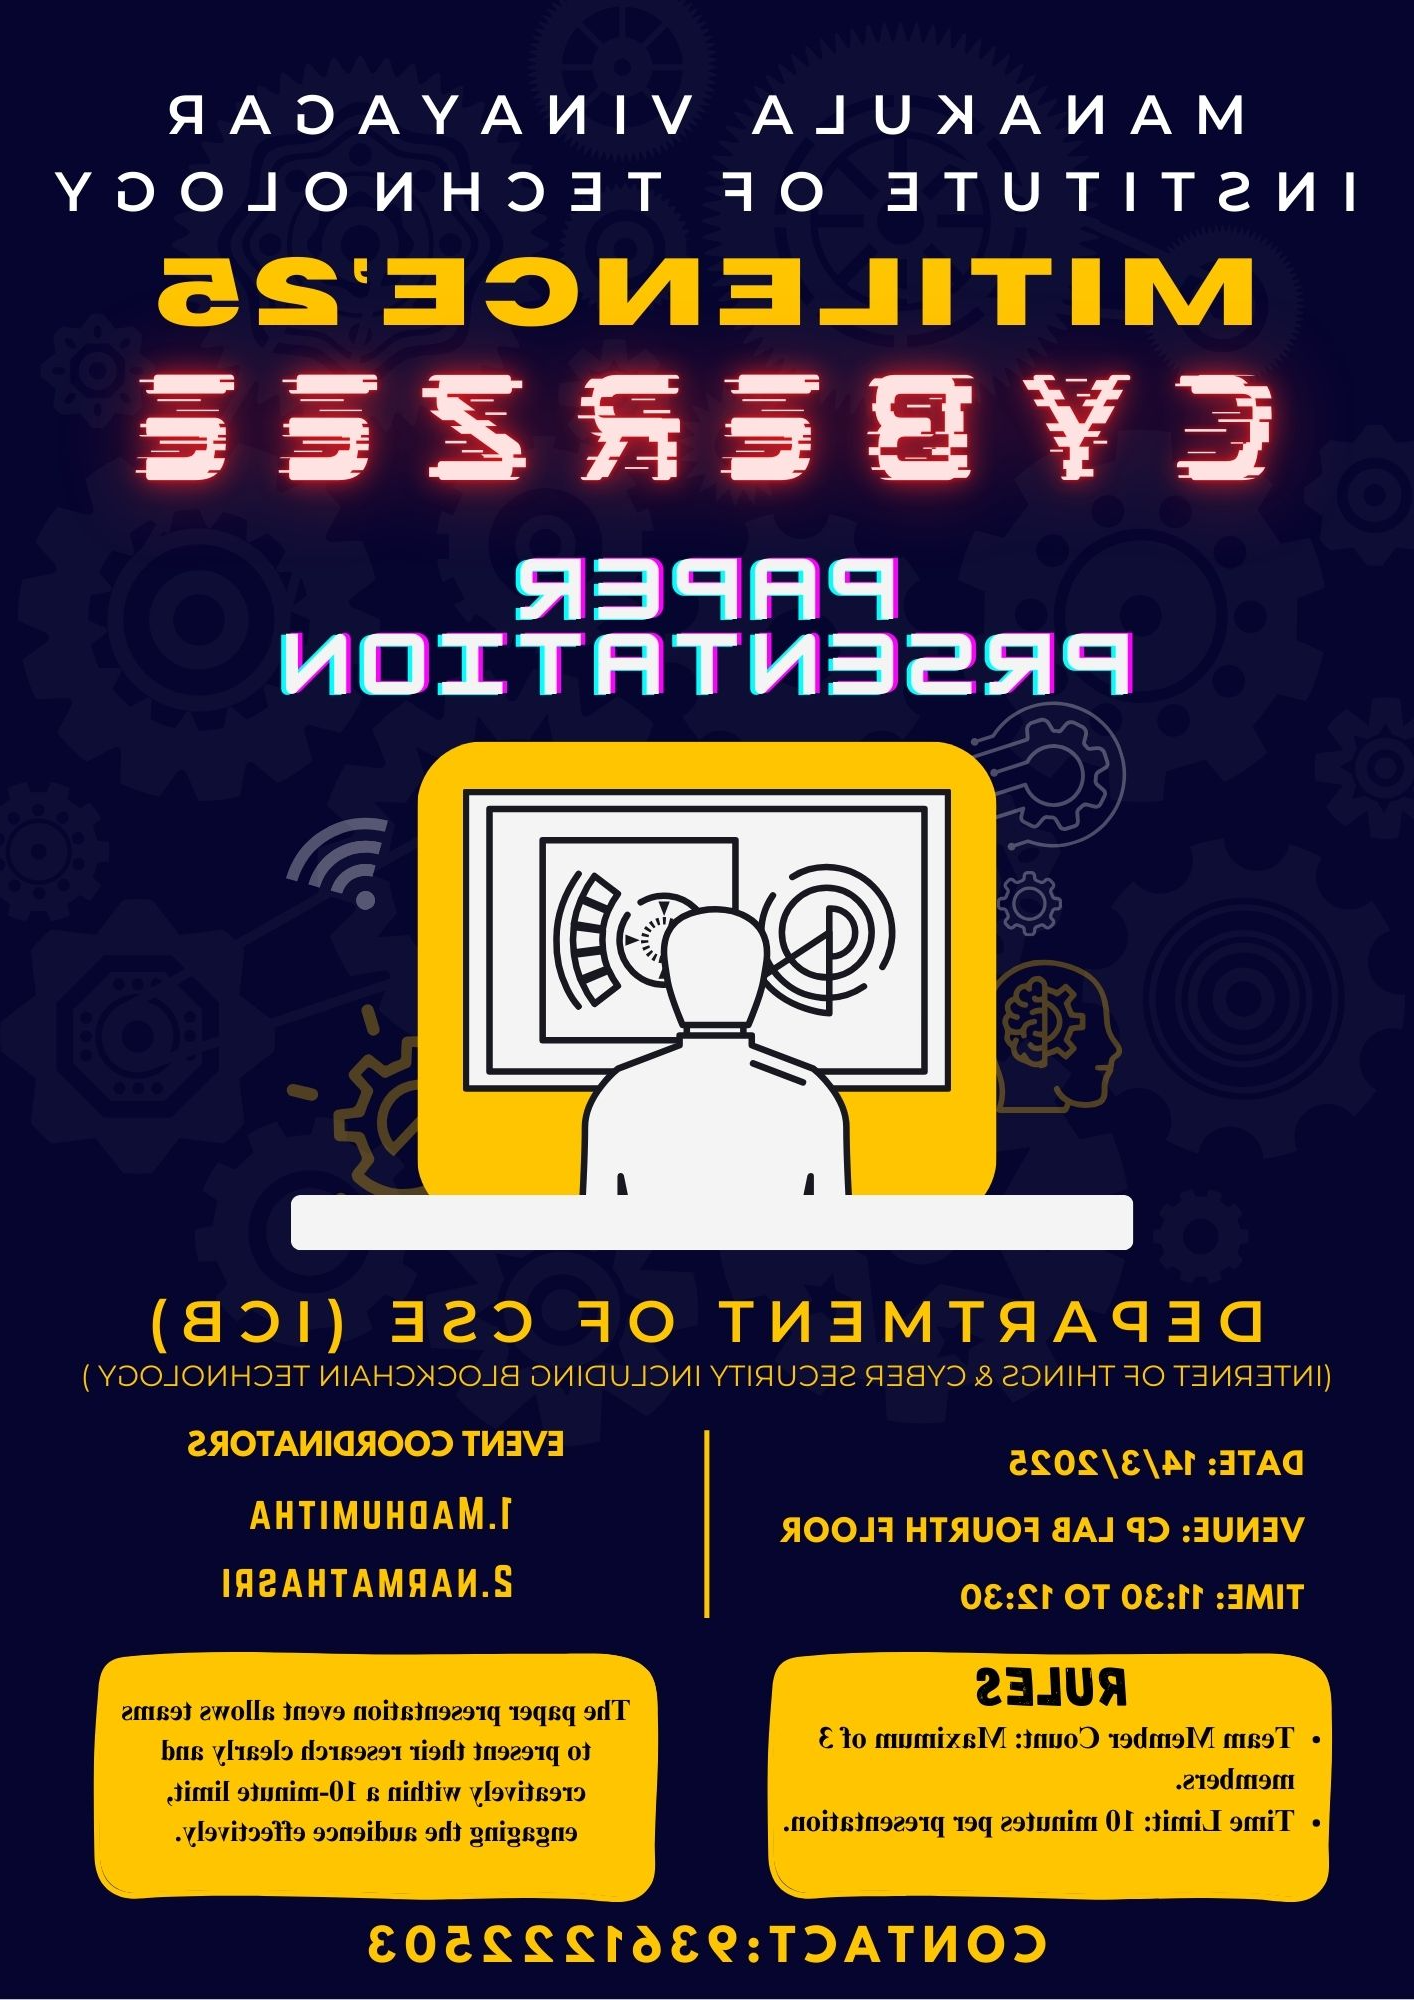 MANAKULA VINAYAGAR
INSTITUTE OF TECHNOLOGY
MITILENCE'25
CYBERZEE
PAPER
PRSENTATION
DEPARTMENT OF CSE (ICB)
(INTERNET OF THINGS & CYBER SECURITY INCLUDING BLOCKCHAIN TECHNOLOGY )
DATE: 14/3/2025
VENUE: CP LAB FOURTH FLOOR
TIME: 11:30 TO 12:30
EVENT COORDINATORS
1.MADHUMITHA
2.NARMATHASRI
RULES
• Team Member Count: Maximum of 3
members.
• Time Limit: 10 minutes per presentation.
The paper presentation event allows teams
to present their research clearly and
creatively within a 10-minute limit,
engaging the audience effectively.
CONTACT:9361222503